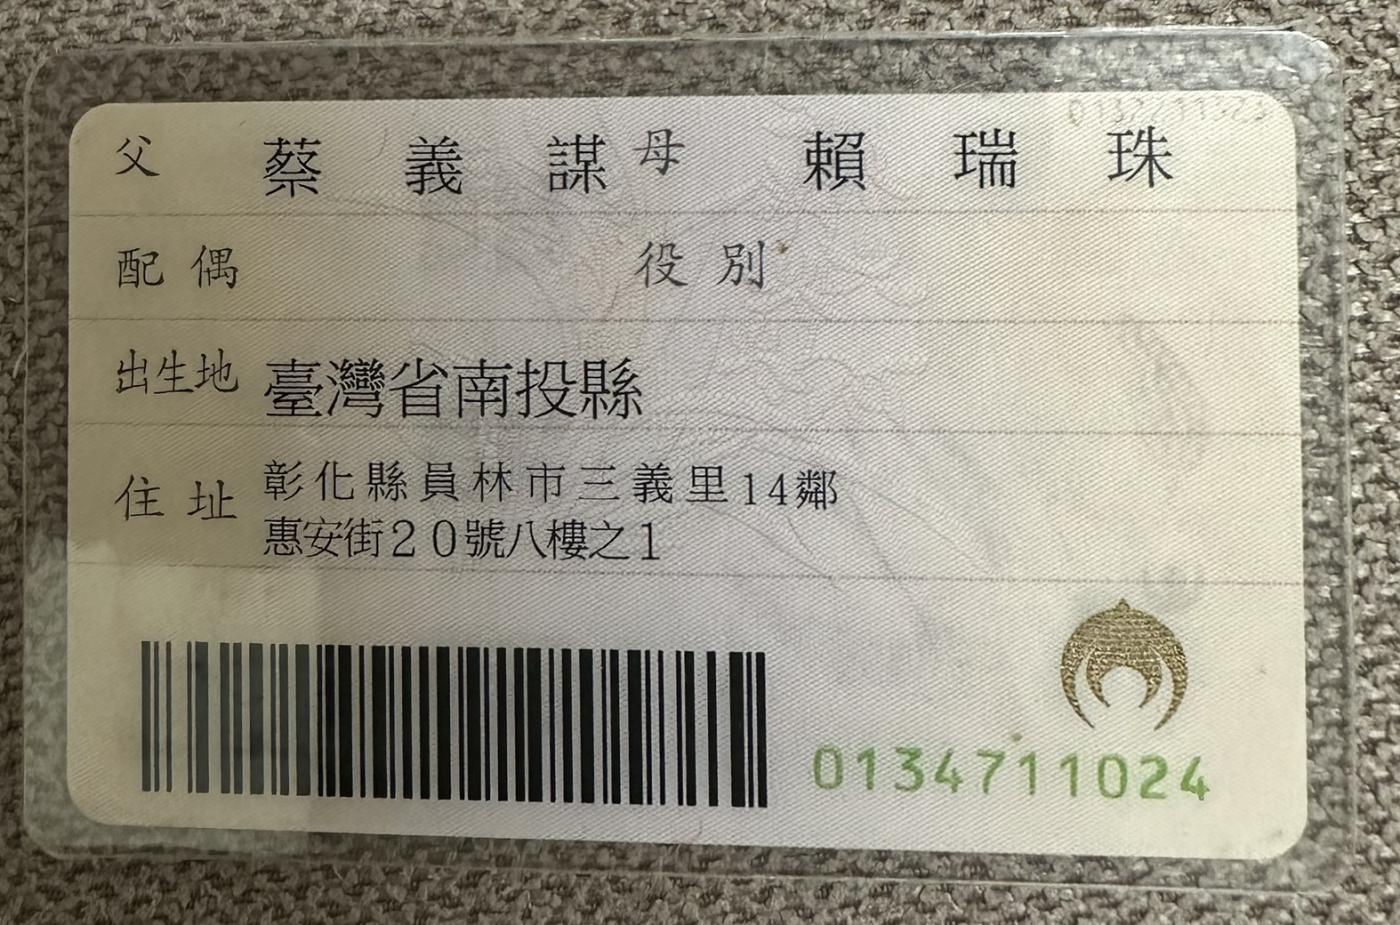 父 蔡義謀 母 賴瑞珠
配偶 役別
出生地 臺灣省南投縣
住址 彰化縣員林市三義里14鄰
惠安街20號八樓之1
0134711024